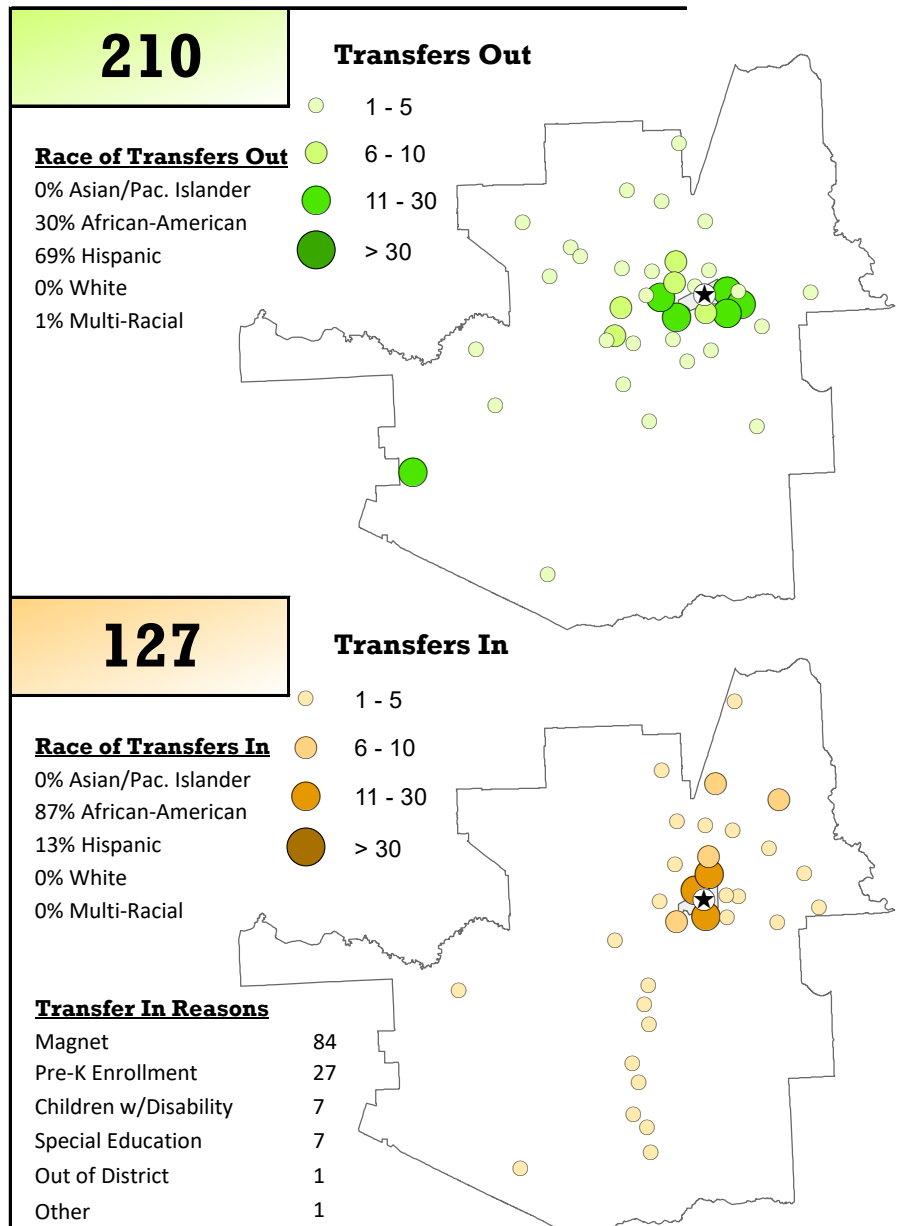 210
Transfers Out
1 - 5
6 - 10
11 - 30
> 30
Race of Transfers Out
0% Asian/Pac. Islander
30% African-American
69% Hispanic
0% White
1% Multi-Racial
127
Transfers In
1 - 5
6 - 10
11 - 30
> 30
Race of Transfers In
0% Asian/Pac. Islander
87% African-American
13% Hispanic
0% White
0% Multi-Racial
Transfer In Reasons
Magnet 84
Pre-K Enrollment 27
Children w/Disability 7
Special Education 7
Out of District 1
Other 1